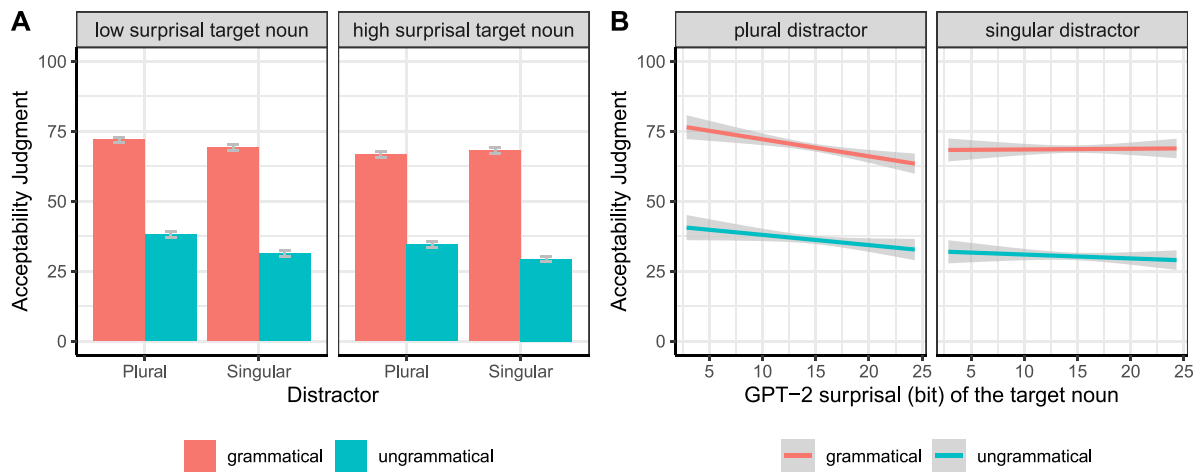 A
low surprisal target noun
high surprisal target noun
Acceptability Judgment
100
75
50
25
0
Plural
Singular
Plural
Singular
Distractor
grammatical
ungrammatical
B
plural distractor
singular distractor
Acceptability Judgment
100
75
50
25
0
5
10
15
20
25
5
10
15
20
25
GPT−2 surprisal (bit) of the target noun
grammatical
ungrammatical